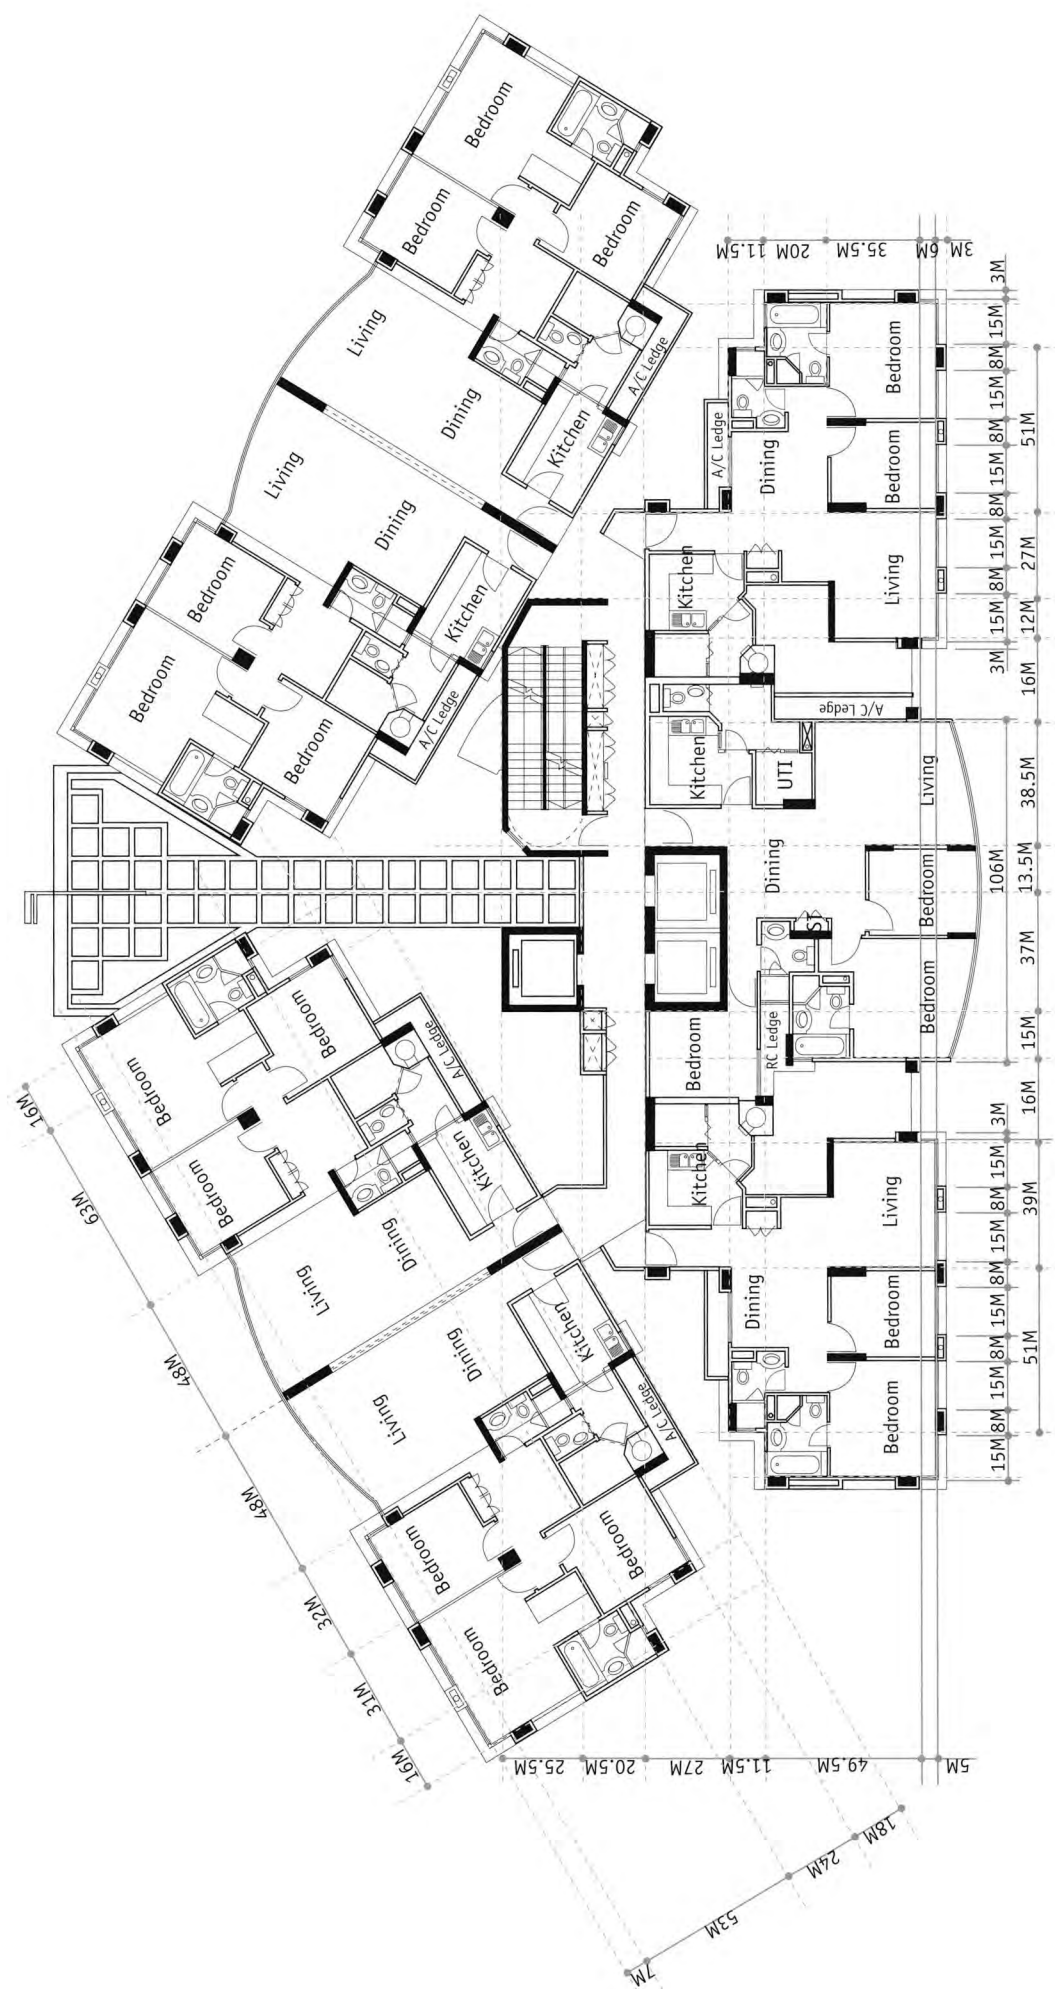 Bedroom
Bedroom
Bedroom
Living
A/C Ledge
Dining
Kitchen
Living
Dining
Kitchen
Bedroom
Bedroom
Bedroom
A/C Ledge
11.5M
20M
35.5M
6M
3M
3M
15M
8M
15M
8M
15M
8M
15M
8M
15M
3M
51M
27M
12M
16M
Bedroom
Bedroom
A/C Ledge
Dining
Living
Kitchen
A/C Ledge
Kitchen
UTI
Living
Dining
Bedroom
ST
Bedroom
106M
38.5M
13.5M
37M
15M
16M
Bedroom
RC Ledge
Kitchen
Living
Dining
Bedroom
Bedroom
3M
15M
8M
15M
8M
15M
8M
15M
8M
15M
39M
51M
Bedroom
Bedroom
Bedroom
A/C Ledge
Kitchen
Living
Dining
Kitchen
Dining
Living
A/C Ledge
Bedroom
Bedroom
Bedroom
16M
63M
48M
48M
32M
31M
16M
25.5M
20.5M
27M
11.5M
49.5M
5M
18M
24M
53M
7M